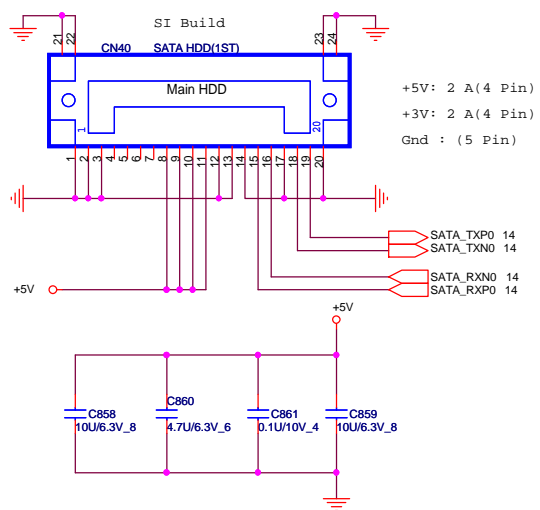 SI Build
21
22
23
24
CN40 SATA HDD(1ST)
Main HDD
+5V: 2 A(4 Pin)
+3V: 2 A(4 Pin)
Gnd : (5 Pin)
1
20
1
2
3
4
5
6
7
8
9
10
11
12
13
14
15
16
17
18
19
20
SATA_TXP0 14
SATA_TXN0 14
SATA_RXN0 14
SATA_RXP0 14
+5V
+5V
C858
10U/6.3V_8
C860
4.7U/6.3V_6
C861
0.1U/10V_4
C859
10U/6.3V_8